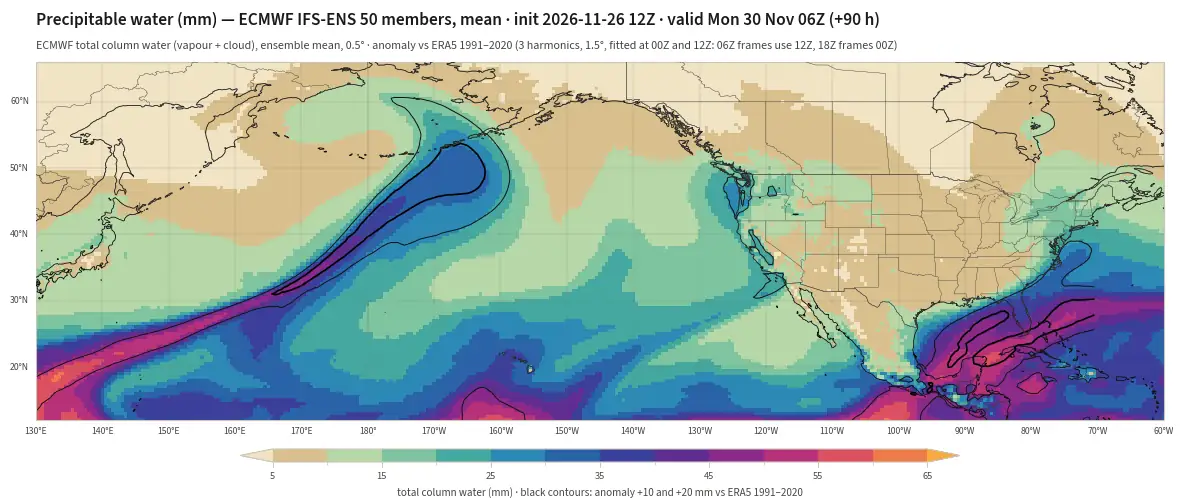 Precipitable water (mm) — ECMWF IFS-ENS 50 members, mean · init 2026-11-26 12Z · valid Mon 30 Nov 06Z (+90 h)
ECMWF total column water (vapour + cloud), ensemble mean, 0.5° · anomaly vs ERA5 1991–2020 (3 harmonics, 1.5°, fitted at 00Z and 12Z: 06Z frames use 12Z, 18Z frames 00Z)
60°N
50°N
40°N
30°N
20°N
130°E 140°E 150°E 160°E 170°E 180° 170°W 160°W 150°W 140°W 130°W 120°W 110°W 100°W 90°W 80°W 70°W 60°W
5 15 25 35 45 55 65
total column water (mm) · black contours: anomaly +10 and +20 mm vs ERA5 1991–2020